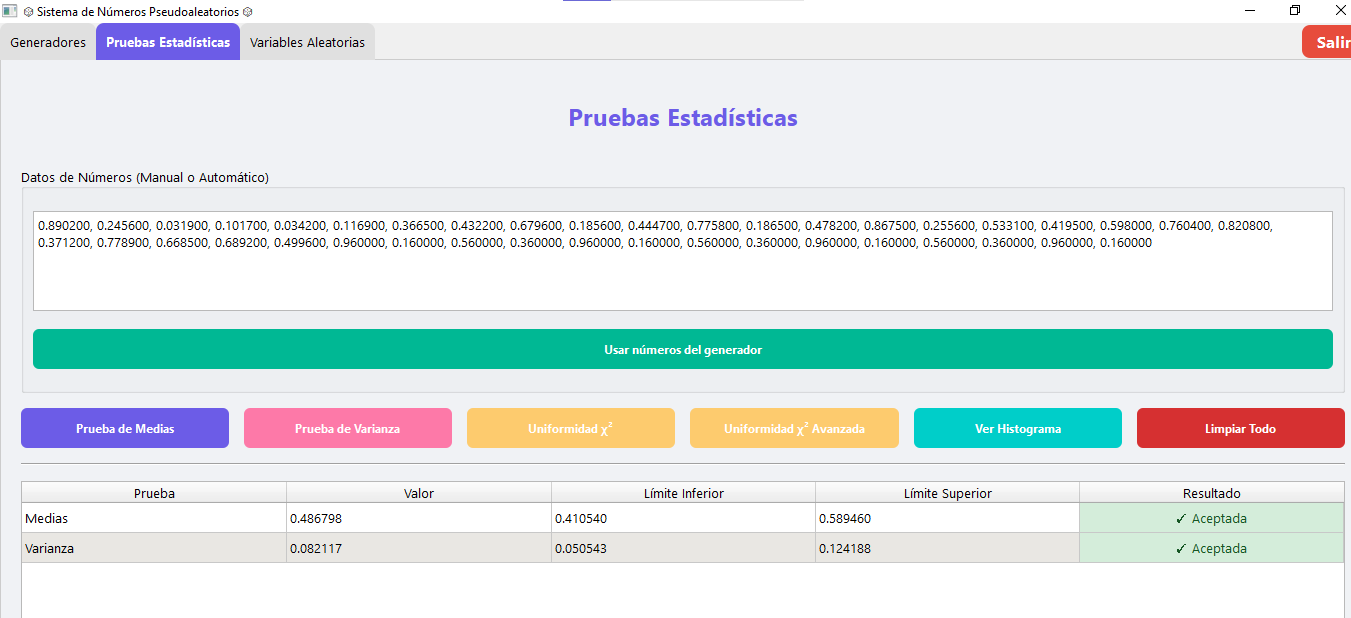 🎲 Sistema de Números Pseudoaleatorios 🎲
Generadores Pruebas Estadísticas Variables Aleatorias Salir
Pruebas Estadísticas
Datos de Números (Manual o Automático)
0.890200, 0.245600, 0.031900, 0.101700, 0.034200, 0.116900, 0.366500, 0.432200, 0.679600, 0.185600, 0.444700, 0.775800, 0.186500, 0.478200, 0.867500, 0.255600, 0.533100, 0.419500, 0.598000, 0.760400, 0.820800,
0.371200, 0.778900, 0.668500, 0.689200, 0.499600, 0.960000, 0.160000, 0.560000, 0.360000, 0.960000, 0.160000, 0.560000, 0.360000, 0.960000, 0.160000, 0.560000, 0.360000, 0.960000, 0.160000
Usar números del generador
Prueba de Medias Prueba de Varianza Uniformidad χ² Uniformidad χ² Avanzada Ver Histograma Limpiar Todo
Prueba Valor Límite Inferior Límite Superior Resultado
Medias 0.486798 0.410540 0.589460 ✓ Aceptada
Varianza 0.082117 0.050543 0.124188 ✓ Aceptada